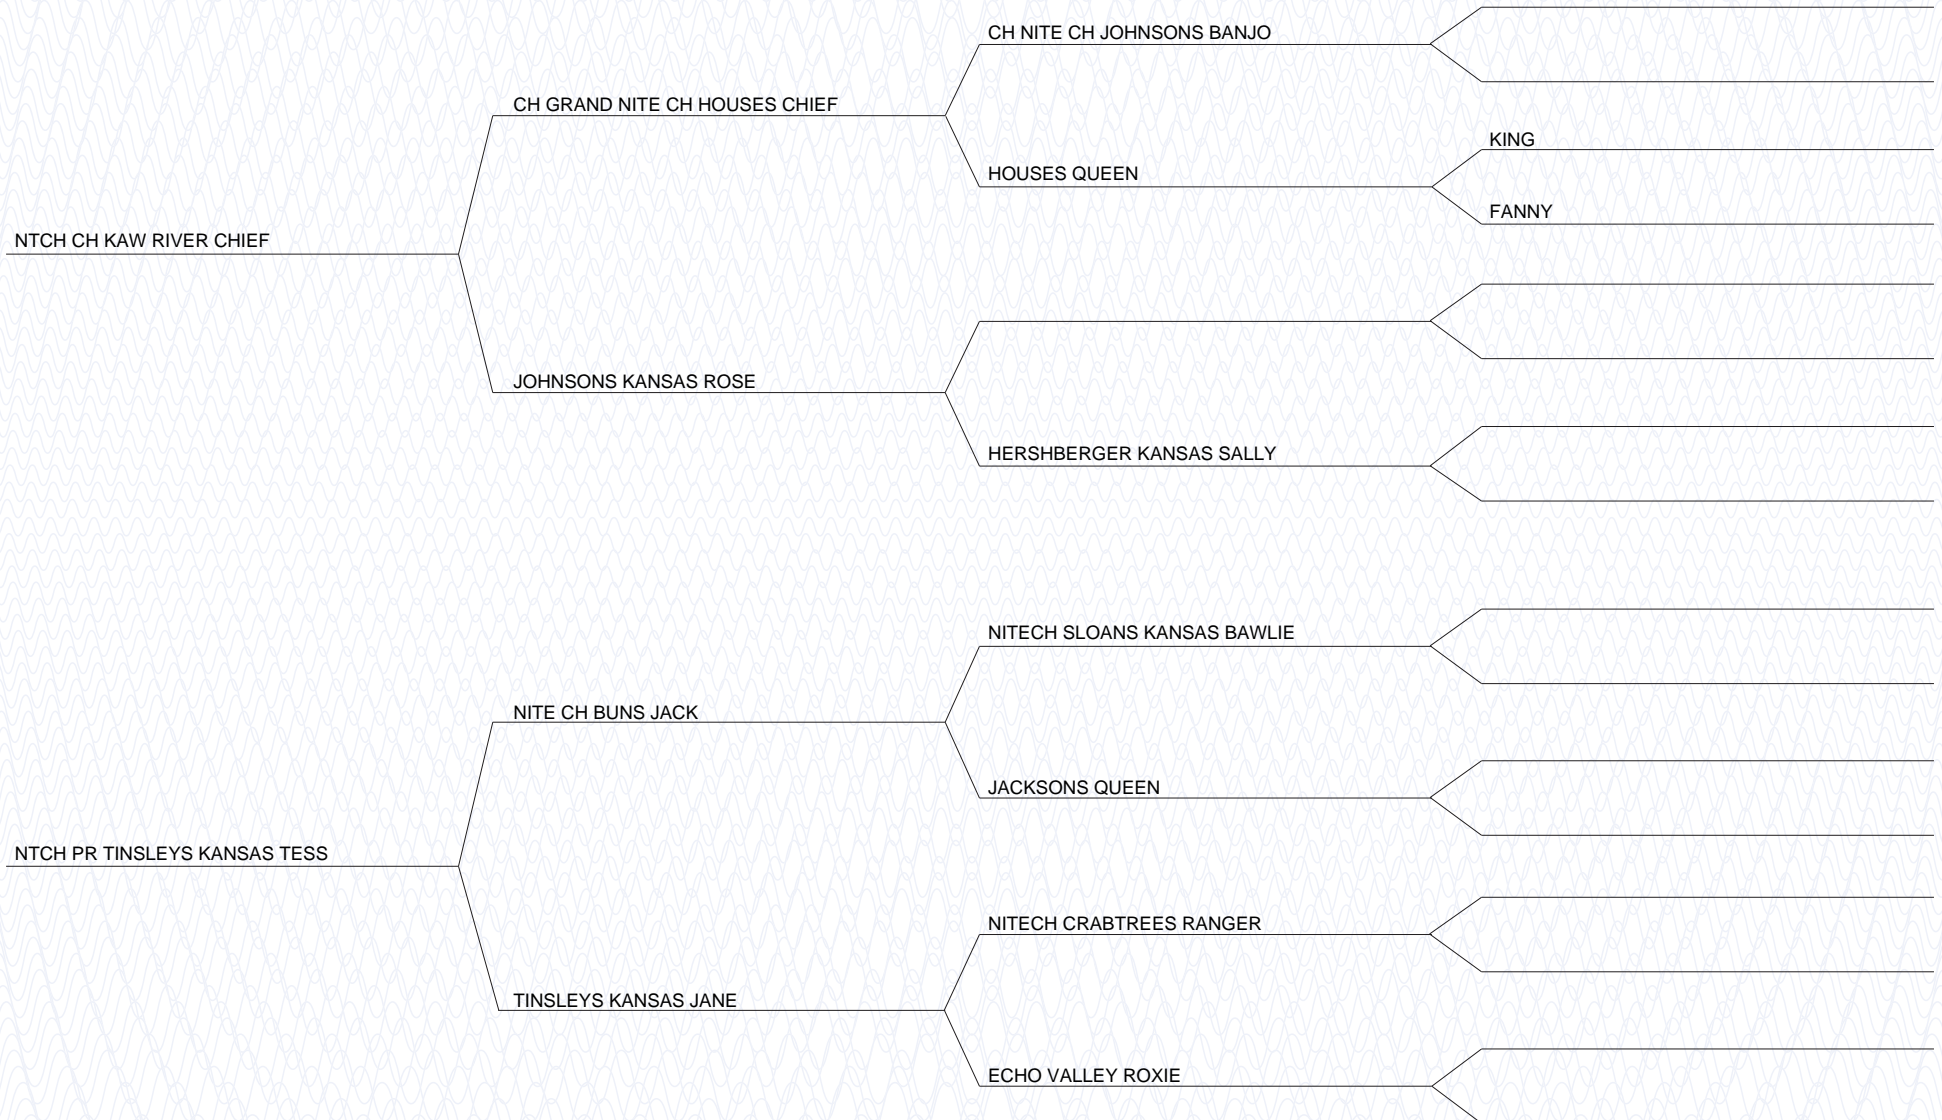 CH NITE CH JOHNSONS BANJO
CH GRAND NITE CH HOUSES CHIEF
KING
HOUSES QUEEN
FANNY
NTCH CH KAW RIVER CHIEF
JOHNSONS KANSAS ROSE
HERSHBERGER KANSAS SALLY
NITECH SLOANS KANSAS BAWLIE
NITE CH BUNS JACK
JACKSONS QUEEN
NTCH PR TINSLEYS KANSAS TESS
NITECH CRABTREES RANGER
TINSLEYS KANSAS JANE
ECHO VALLEY ROXIE